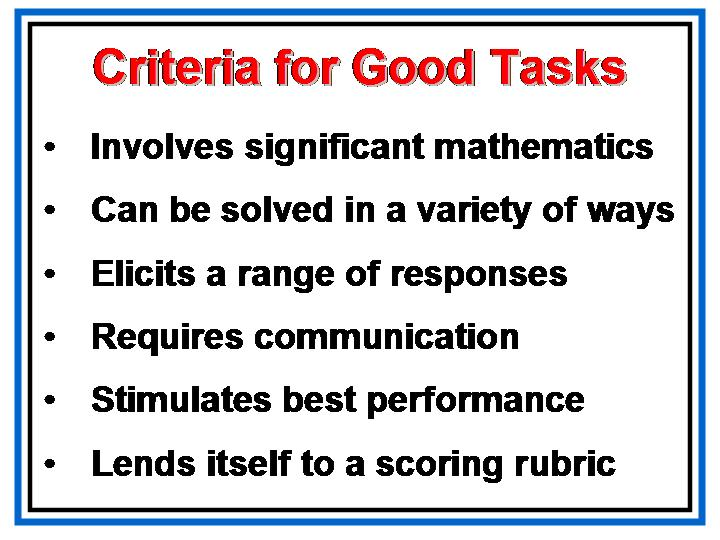 Criteria for Good Tasks
• Involves significant mathematics
• Can be solved in a variety of ways
• Elicits a range of responses
• Requires communication
• Stimulates best performance
• Lends itself to a scoring rubric